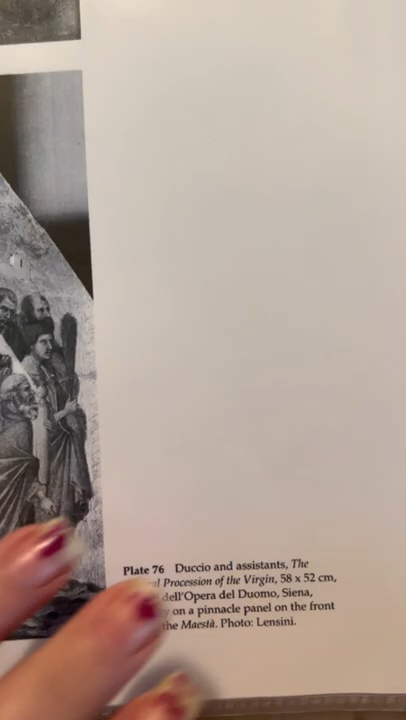 Plate 76 Duccio and assistants, The
Procession of the Virgin, 58 x 52 cm,
dell'Opera del Duomo, Siena,
on a pinnacle panel on the front
the Maestà. Photo: Lensini.